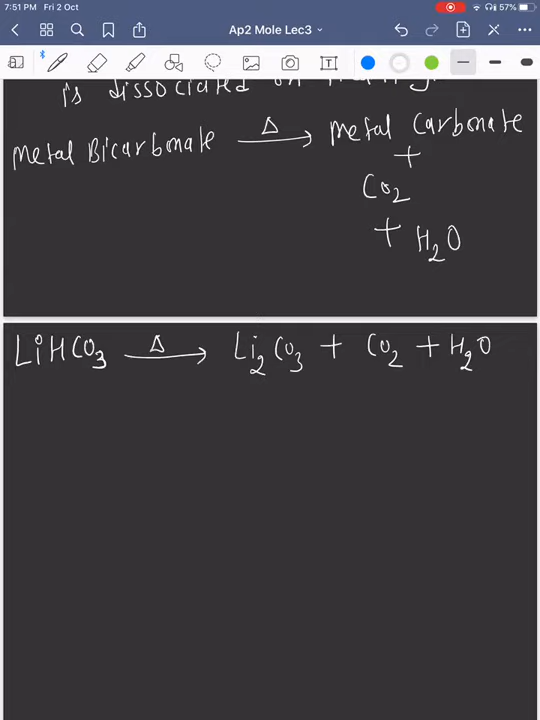 7:51 PM Fri 2 Oct 57%
Ap2 Mole Lec3
is dissociated on
Metal Bicarbonate Δ → Metal Carbonate
+
CO2
+ H2O
LiHCO3 Δ → Li2CO3 + CO2 + H2O